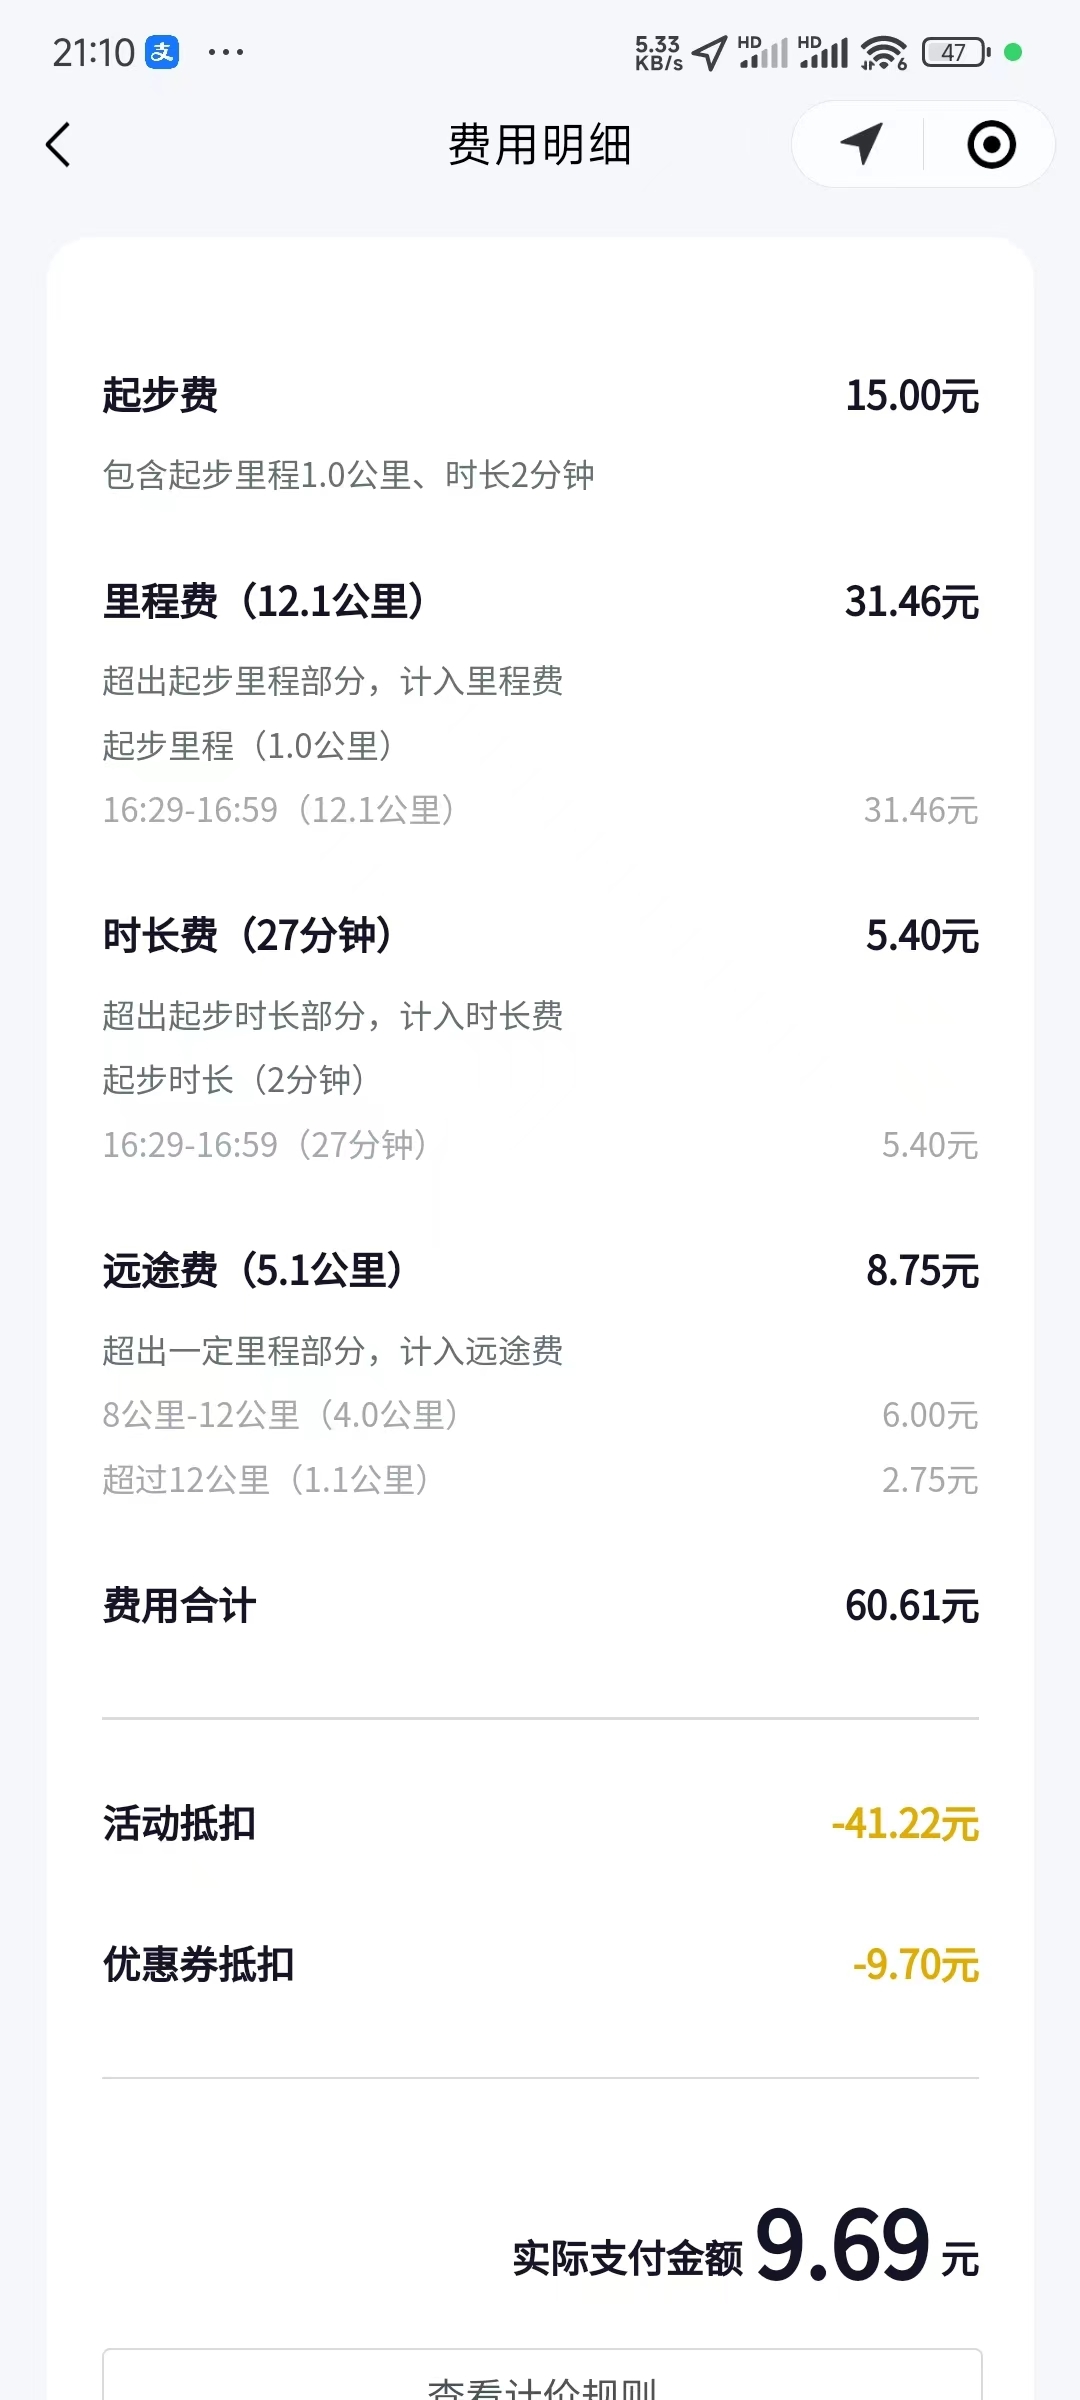 21:10 支 ... 5.33 KB/s HD HD 6 47
费用明细
起步费 15.00元
包含起步里程1.0公里、时长2分钟
里程费（12.1公里） 31.46元
超出起步里程部分，计入里程费
起步里程（1.0公里）
16:29-16:59（12.1公里） 31.46元
时长费（27分钟） 5.40元
超出起步时长部分，计入时长费
起步时长（2分钟）
16:29-16:59（27分钟） 5.40元
远途费（5.1公里） 8.75元
超出一定里程部分，计入远途费
8公里-12公里（4.0公里） 6.00元
超过12公里（1.1公里） 2.75元
费用合计 60.61元
活动抵扣 -41.22元
优惠券抵扣 -9.70元
实际支付金额 9.69 元
查看计价规则